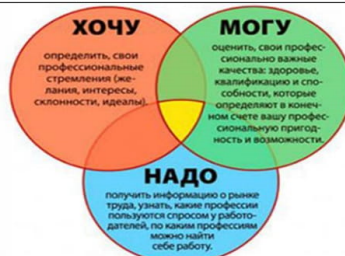 ХОЧУ
определить, свои
профессиональные
стремления (же-
лания, интересы,
склонности, идеалы).
МОГУ
оценить, свои профес-
сионально важные
качества: здоровье,
квалификацию и спо-
собности, которые
определяют в конеч-
ном счете вашу профес-
сиональную пригод-
ность и возможности.
НАДО
получить информацию о рынке
труда, узнать, какие профессии
пользуются спросом у работо-
дателей, по каким профессиям
можно найти
себе работу.